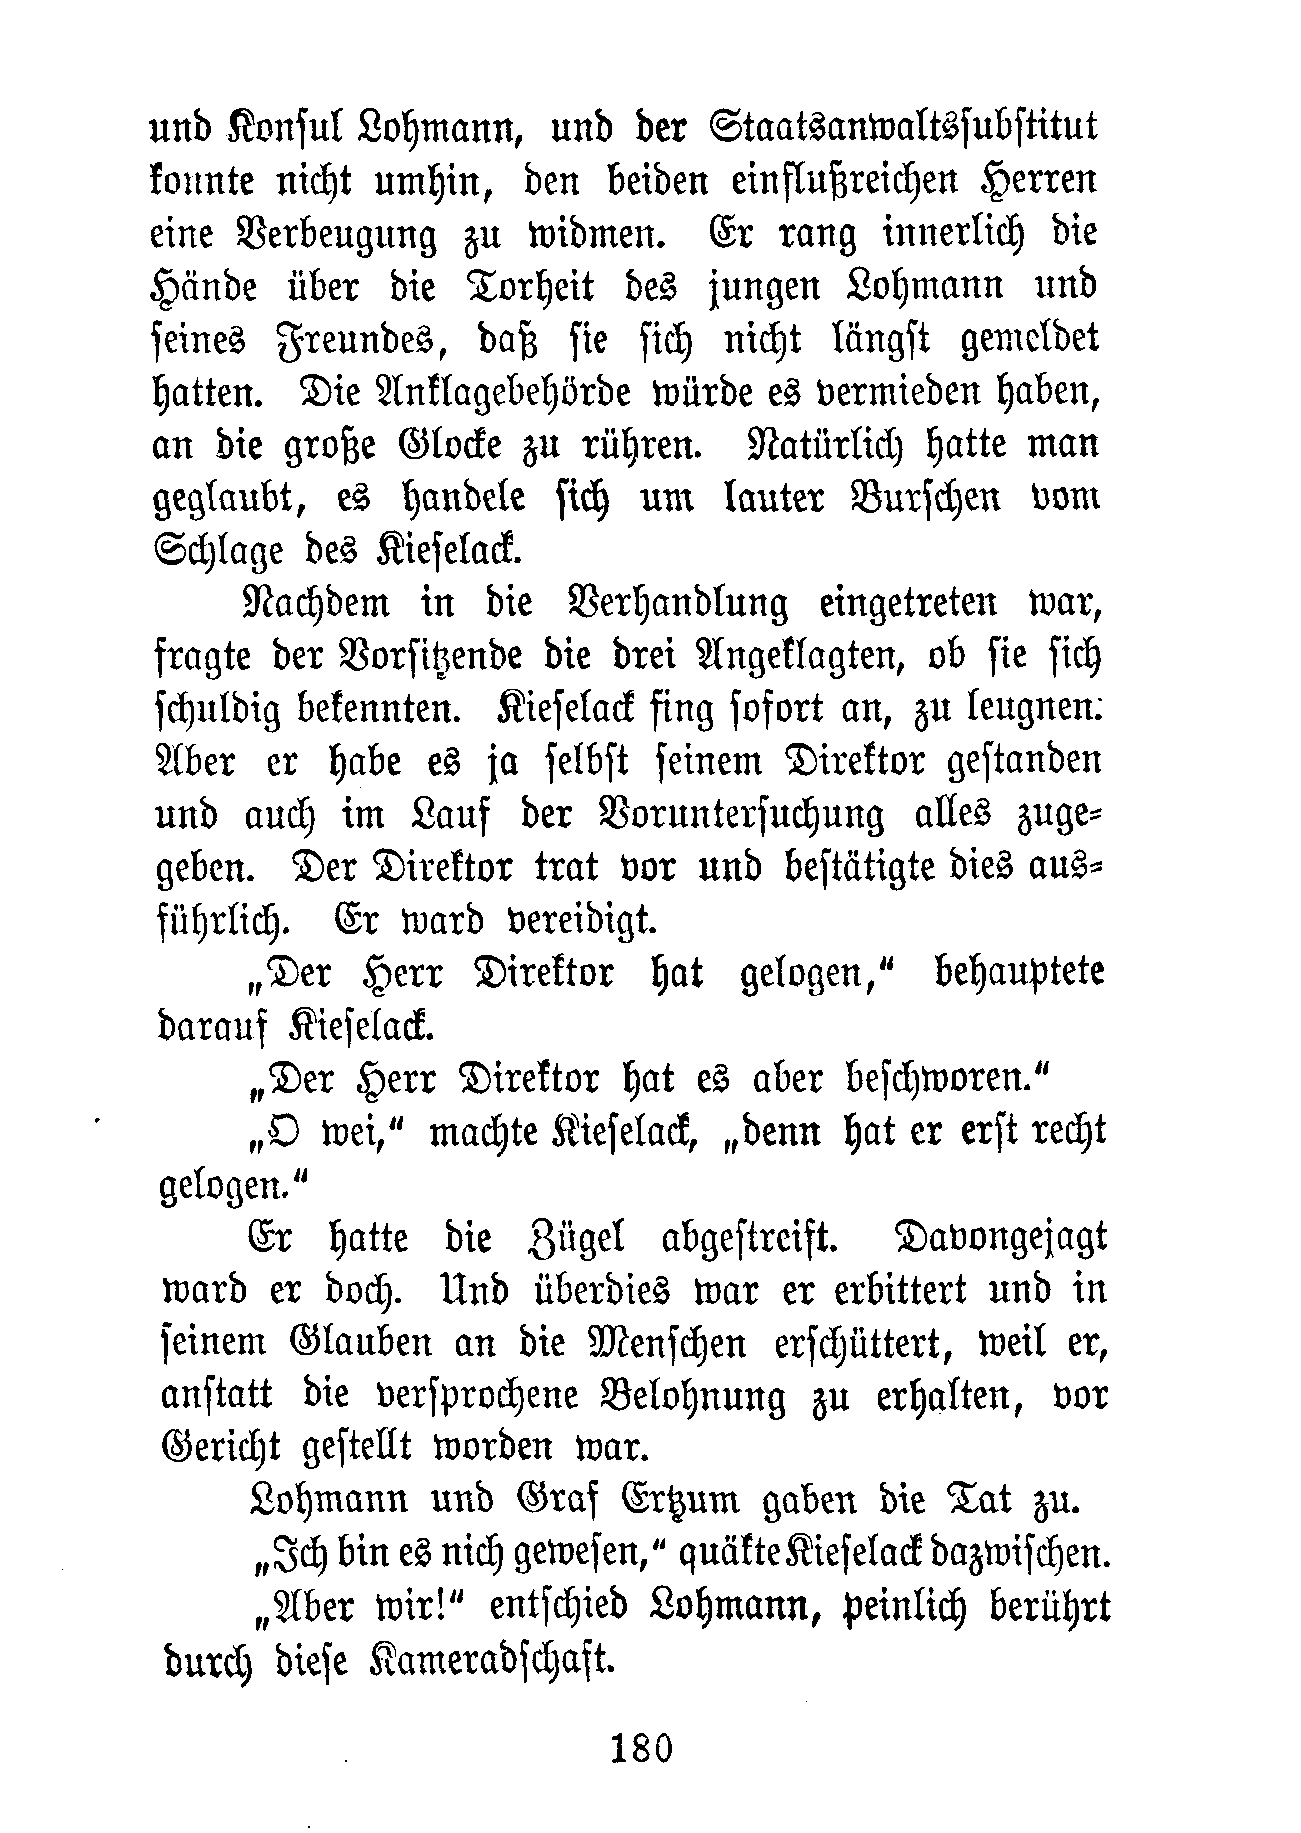 und Konsul Lohmann, und der Staatsanwaltssubstitut
konnte nicht umhin, den beiden einflußreichen Herren
eine Verbeugung zu widmen. Er rang innerlich die
Hände über die Torheit des jungen Lohmann und
seines Freundes, daß sie sich nicht längst gemeldet
hatten. Die Anklagebehörde würde es vermieden haben,
an die große Glocke zu rühren. Natürlich hatte man
geglaubt, es handele sich um lauter Burschen vom
Schlage des Kieselack.
Nachdem in die Verhandlung eingetreten war,
fragte der Vorsitzende die drei Angeklagten, ob sie sich
schuldig bekennten. Kieselack fing sofort an, zu leugnen:
Aber er habe es ja selbst seinem Direktor gestanden
und auch im Lauf der Voruntersuchung alles zuge-
geben. Der Direktor trat vor und bestätigte dies aus-
führlich. Er ward vereidigt.
„Der Herr Direktor hat gelogen,“ behauptete
darauf Kieselack.
„Der Herr Direktor hat es aber beschworen.“
„O wei,“ machte Kieselack, „denn hat er erst recht
gelogen.“
Er hatte die Zügel abgestreift. Davongejagt
ward er doch. Und überdies war er erbittert und in
seinem Glauben an die Menschen erschüttert, weil er,
anstatt die versprochene Belohnung zu erhalten, vor
Gericht gestellt worden war.
Lohmann und Graf Ertzum gaben die Tat zu.
„Ich bin es nich gewesen,“ quäkte Kieselack dazwischen.
„Aber wir!“ entschied Lohmann, peinlich berührt
durch diese Kameradschaft.
180